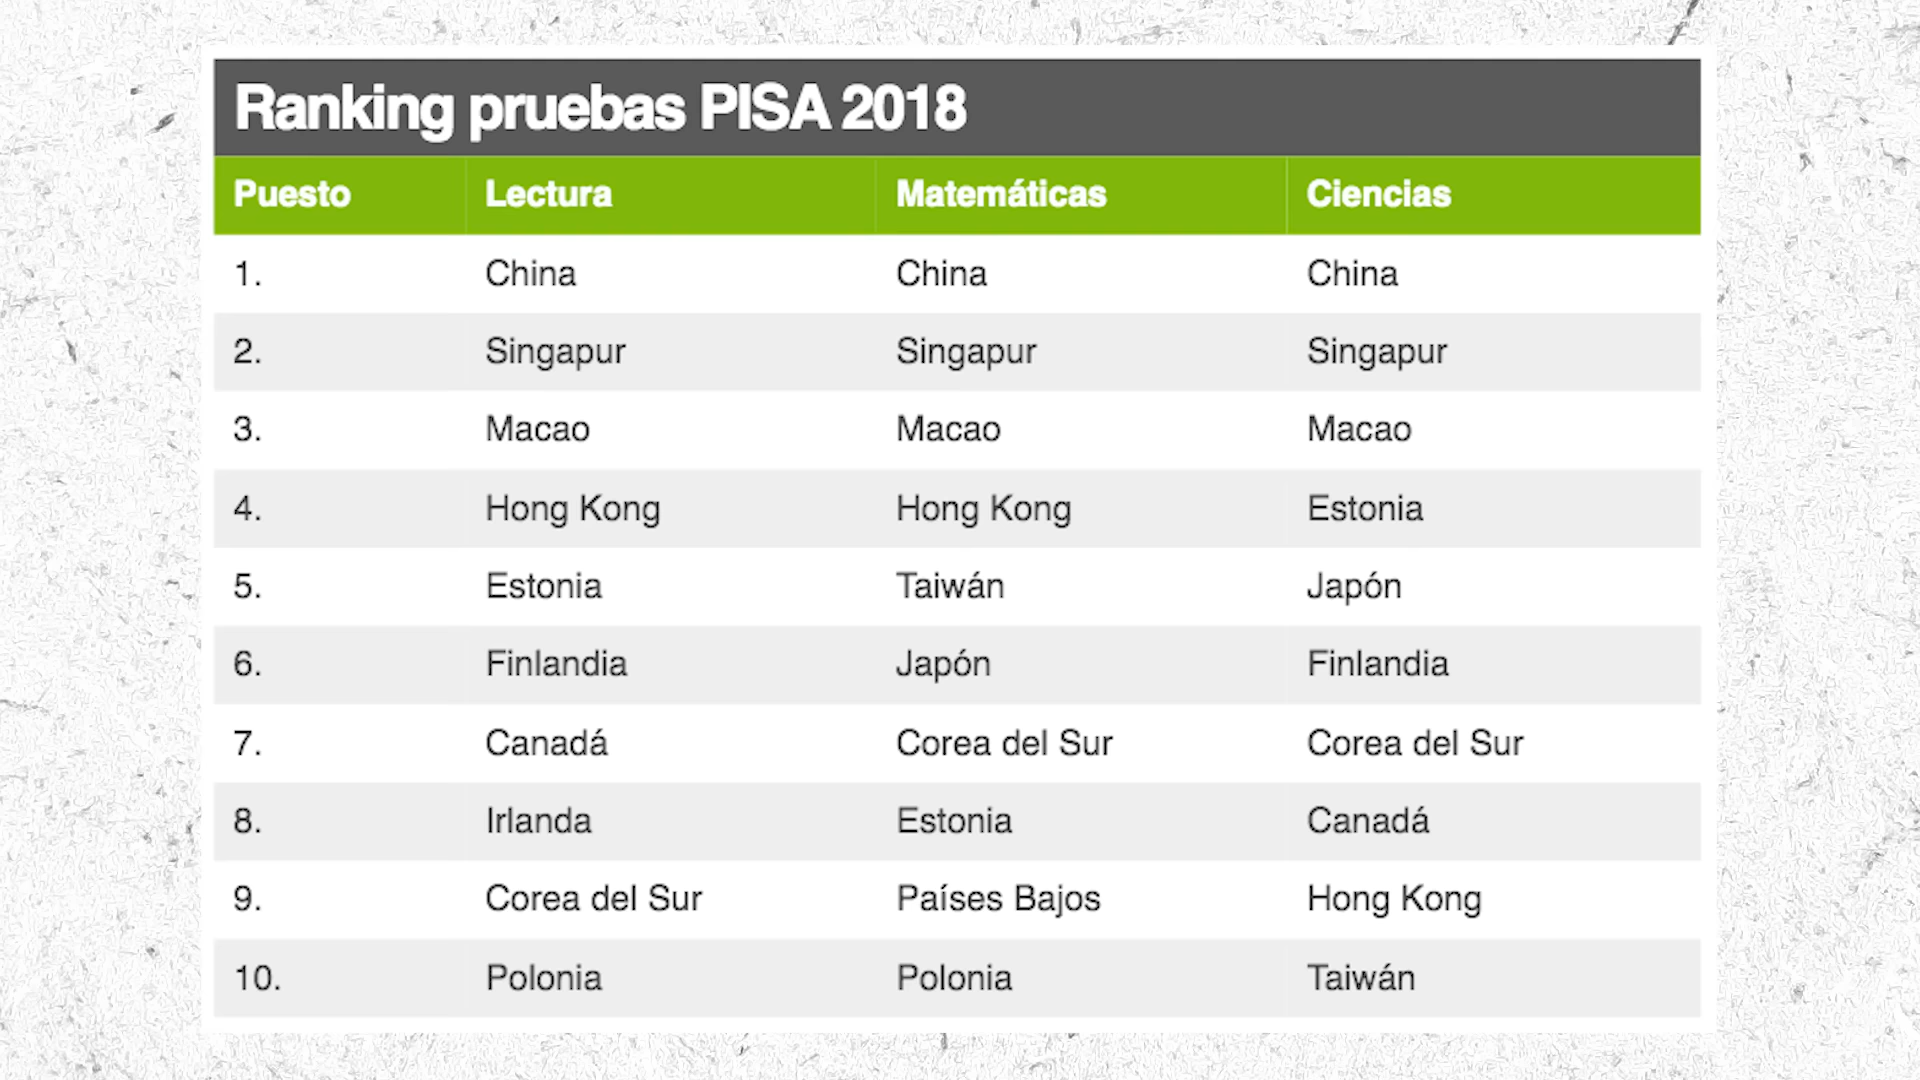 Ranking pruebas PISA 2018
Puesto Lectura Matemáticas Ciencias
1. China China China
2. Singapur Singapur Singapur
3. Macao Macao Macao
4. Hong Kong Hong Kong Estonia
5. Estonia Taiwán Japón
6. Finlandia Japón Finlandia
7. Canadá Corea del Sur Corea del Sur
8. Irlanda Estonia Canadá
9. Corea del Sur Países Bajos Hong Kong
10. Polonia Polonia Taiwán